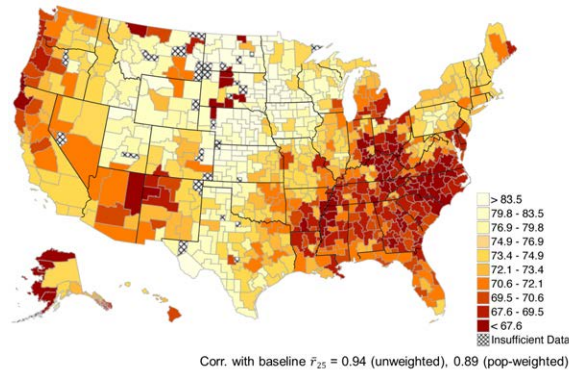 > 83.5
79.8 - 83.5
76.9 - 79.8
74.9 - 76.9
73.4 - 74.9
72.1 - 73.4
70.6 - 72.1
69.5 - 70.6
67.6 - 69.5
< 67.6
Insufficient Data
Corr. with baseline r̄₂₅ = 0.94 (unweighted), 0.89 (pop-weighted)